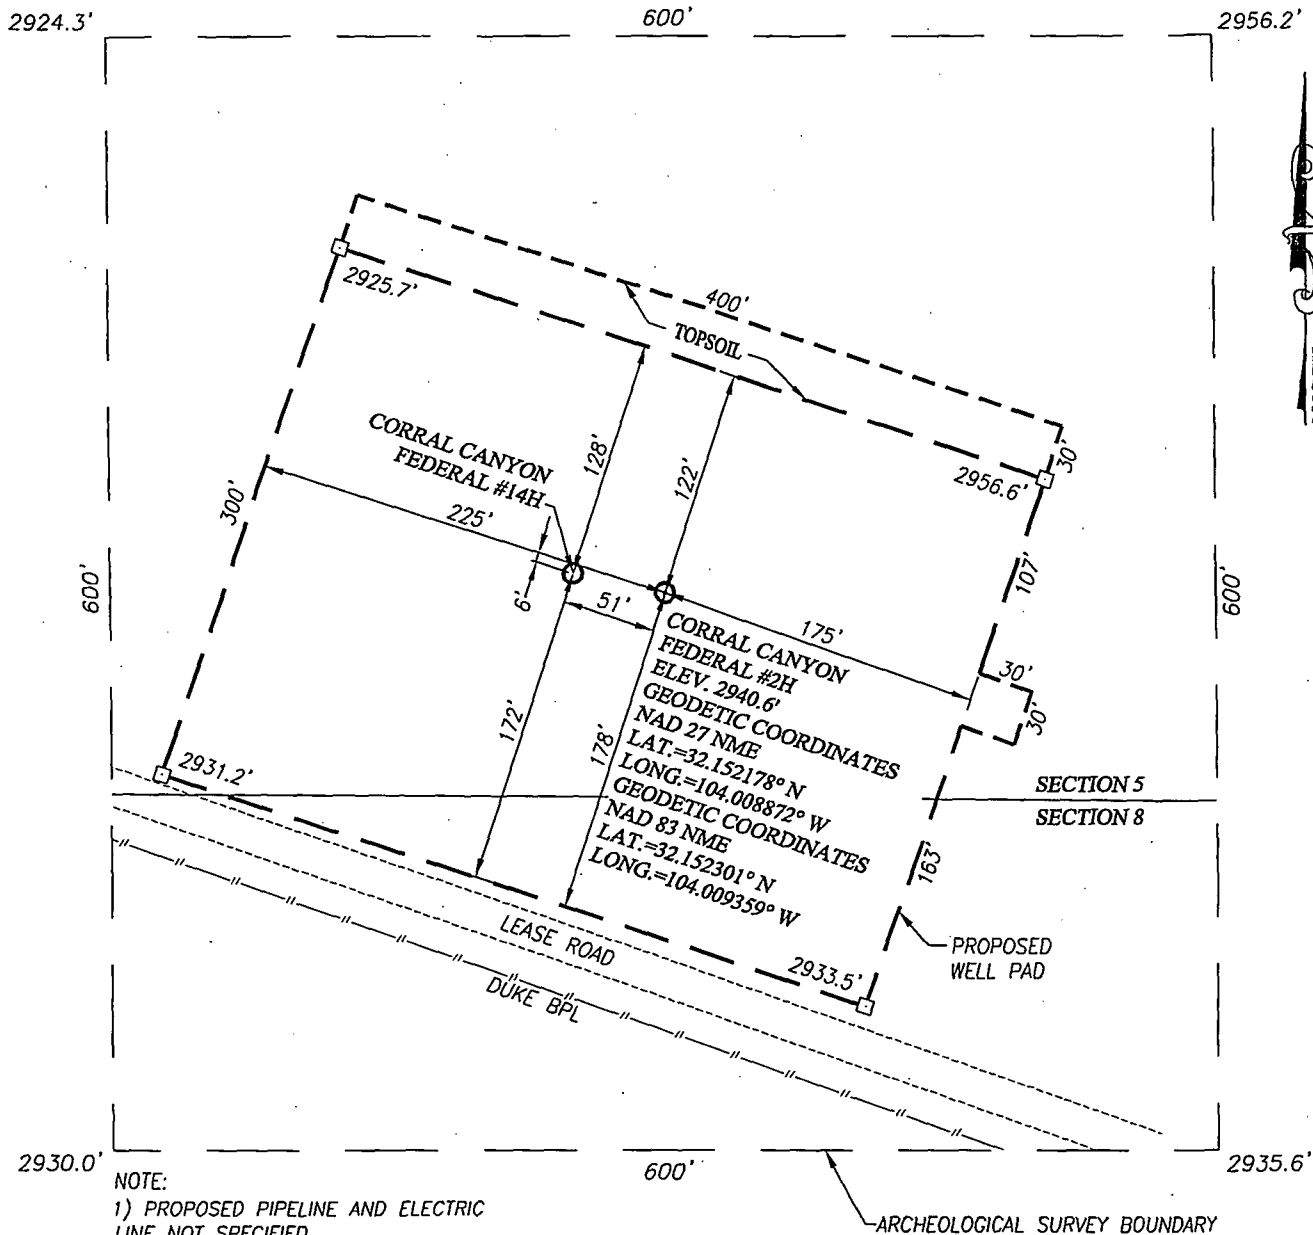 2924.3'
600'
2956.2'
2925.7'
400'
TOPSOIL
30'
2956.6'
128'
122'
CORRAL CANYON
FEDERAL #14H
300'
225'
107'
600'
6'
51'
175'
30'
30'
600'
CORRAL CANYON
FEDERAL #2H
ELEV. 2940.6'
GEODETIC COORDINATES
NAD 27 NME
LAT.=32.152178° N
LONG.=104.008872° W
GEODETIC COORDINATES
NAD 83 NME
LAT.=32.152301° N
LONG.=104.009359° W
172'
178'
2931.2'
SECTION 5
SECTION 8
163'
LEASE ROAD
PROPOSED
WELL PAD
2933.5'
DUKE BPL
2930.0'
600'
2935.6'
NOTE:
1) PROPOSED PIPELINE AND ELECTRIC
LINE NOT SPECIFIED
ARCHEOLOGICAL SURVEY BOUNDARY